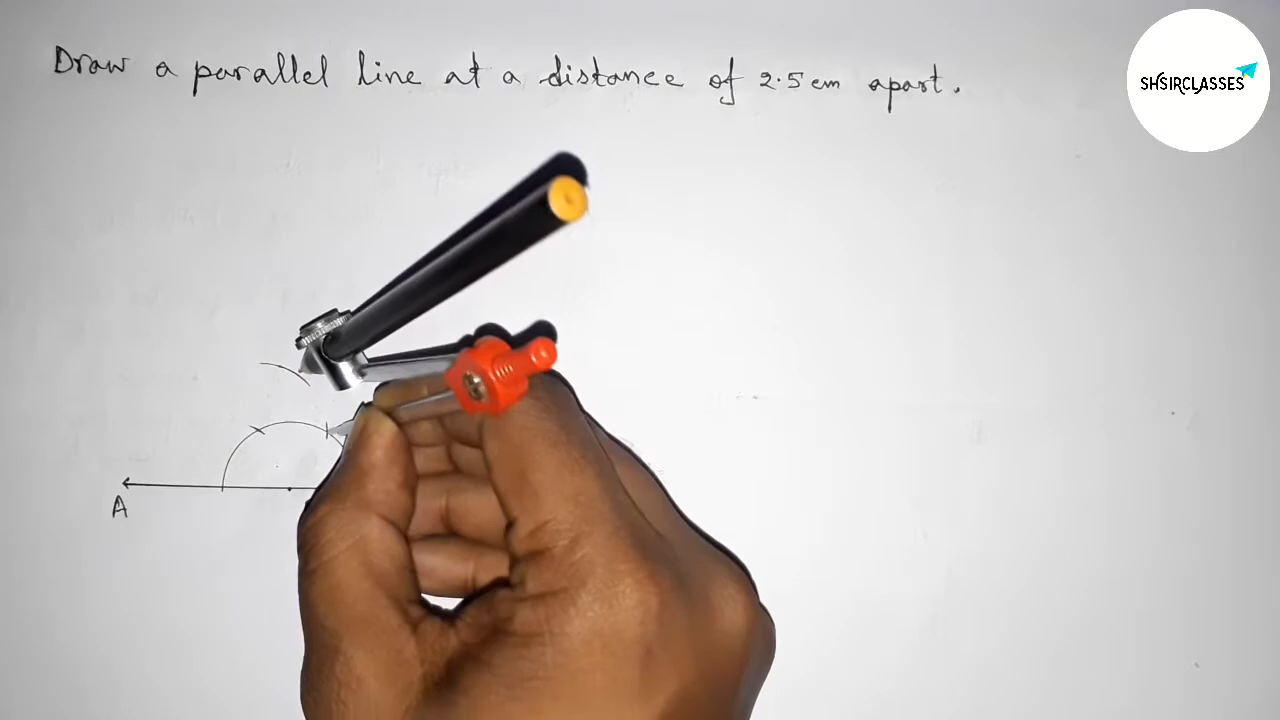 Draw a parallel line at a distance of 2.5 cm apart.
SHSIRCLASSES
A